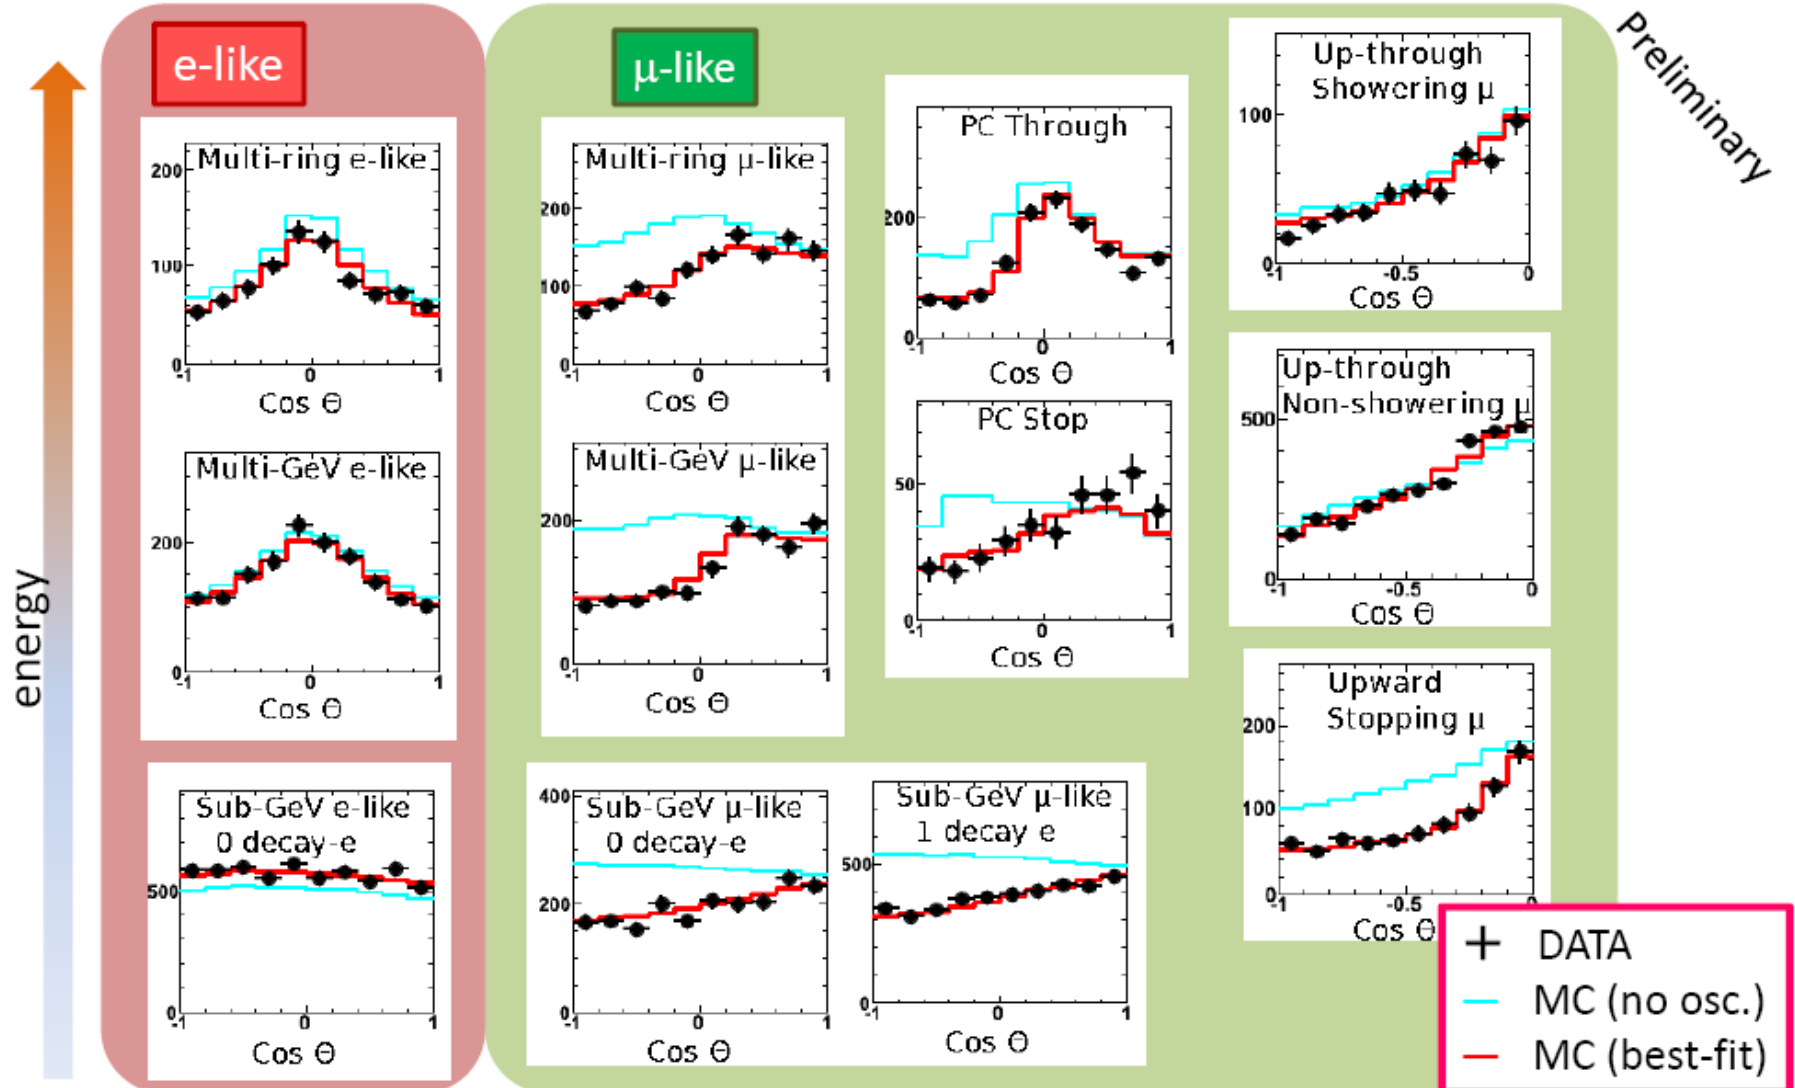 energy
e-like
Multi-ring e-like
200
100
0
-1 0 1
Cos Θ
Multi-GeV e-like
200
0
-1 0 1
Cos Θ
Sub-GeV e-like
0 decay-e
500
0
-1 0 1
Cos Θ
μ-like
Multi-ring μ-like
200
100
0
-1 0 1
Cos Θ
Multi-GeV μ-like
200
0
-1 0 1
Cos Θ
Sub-GeV μ-like
0 decay-e
400
200
0
-1 0 1
Cos Θ
Sub-GeV μ-like
1 decay e
500
0
-1 0 1
Cos Θ
PC Through
200
0
-1 0 1
Cos Θ
PC Stop
50
0
-1 0 1
Cos Θ
Up-through
Showering μ
100
0
-1 -0.5 0
Cos Θ
Up-through
Non-showering μ
500
0
-1 -0.5 0
Cos Θ
Upward
Stopping μ
200
100
0
-1 -0.5
Cos Θ
Preliminary
DATA
MC (no osc.)
MC (best-fit)